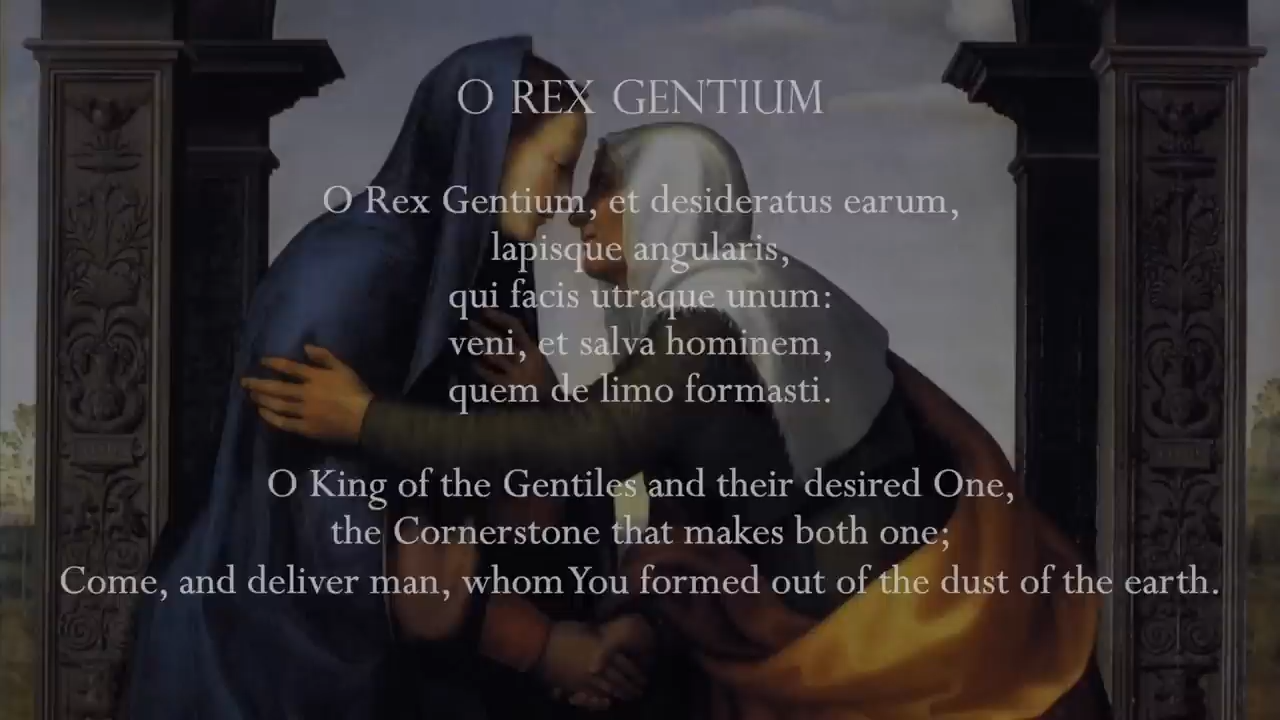 O REX GENTIUM
O Rex Gentium, et desideratus earum,
lapisque angularis,
qui facis utraque unum:
veni, et salva hominem,
quem de limo formasti.
O King of the Gentiles and their desired One,
the Cornerstone that makes both one;
Come, and deliver man, whom You formed out of the dust of the earth.